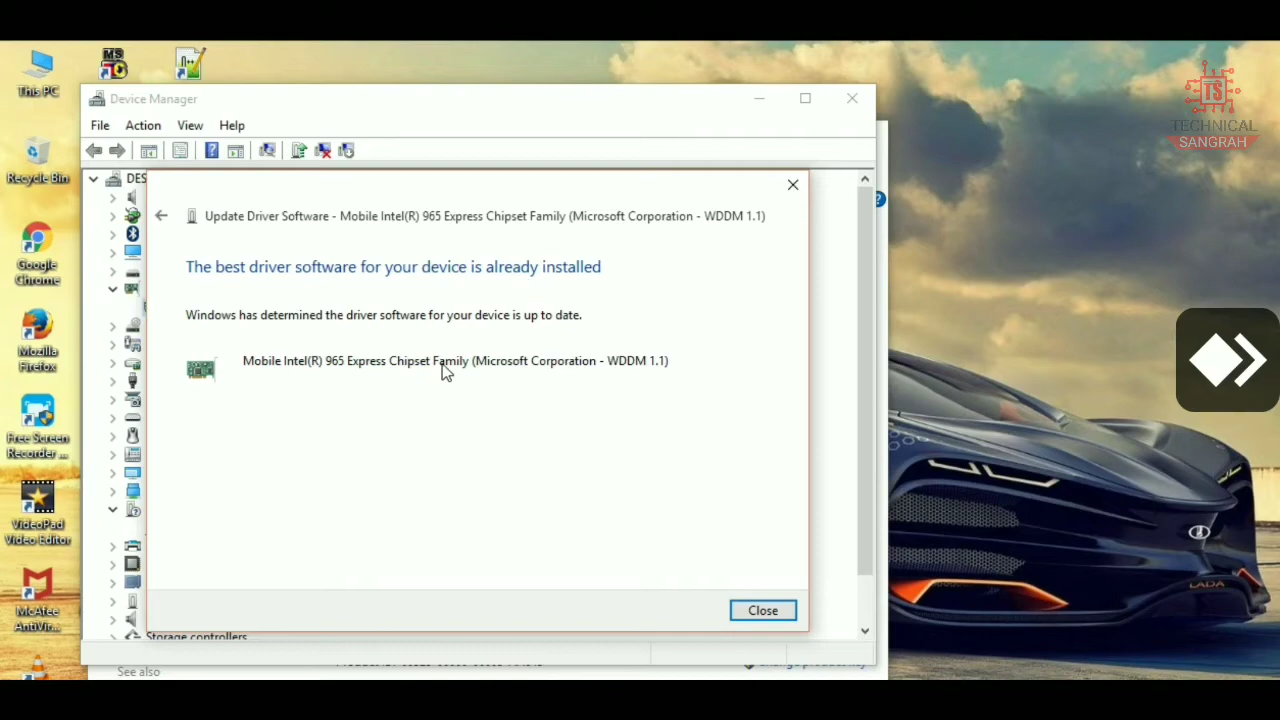 This PC
Recycle Bin
Google
Chrome
Mozilla
Firefox
Free Screen
Recorder ...
VideoPad
Video Editor
McAfee
AntiVir...
MS
TECHNICAL
SANGRAH
TS
Device Manager
File Action View Help
DES
Update Driver Software - Mobile Intel(R) 965 Express Chipset Family (Microsoft Corporation - WDDM 1.1)
The best driver software for your device is already installed
Windows has determined the driver software for your device is up to date.
Mobile Intel(R) 965 Express Chipset Family (Microsoft Corporation - WDDM 1.1)
Close
Storage controllers
See also
LADA